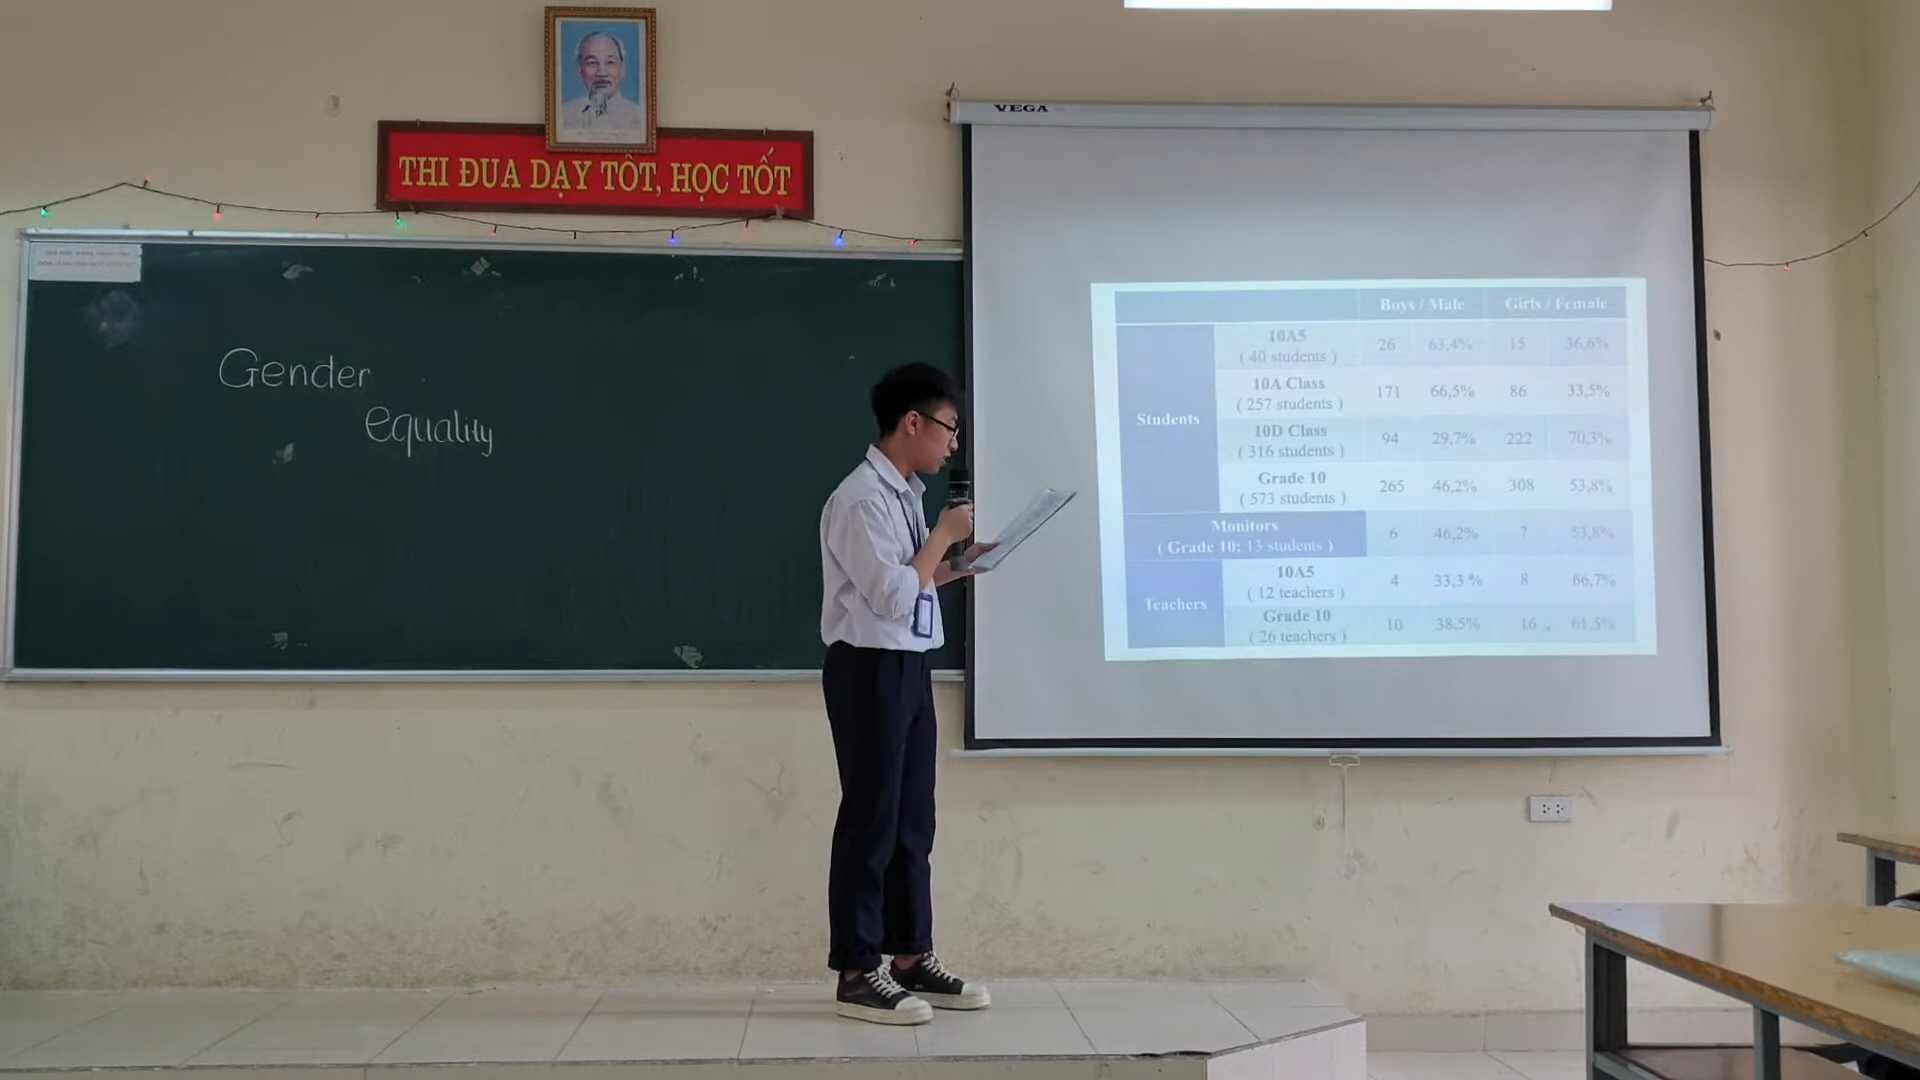 VEGA
THI ĐUA DẠY TỐT, HỌC TỐT
Gender
equality
Boys / Male Girls / Female
Students
10A5
( 40 students )
26 63,4% 15 36,6%
10A Class
( 257 students )
171 66,5% 86 33,5%
10D Class
( 316 students )
94 29,7% 222 70,3%
Grade 10
( 573 students )
265 46,2% 308 53,8%
Monitors
( Grade 10: 13 students )
6 46,2% 7 53,8%
Teachers
10A5
( 12 teachers )
4 33,3 % 8 66,7%
Grade 10
( 26 teachers )
10 38,5% 16 61,5%